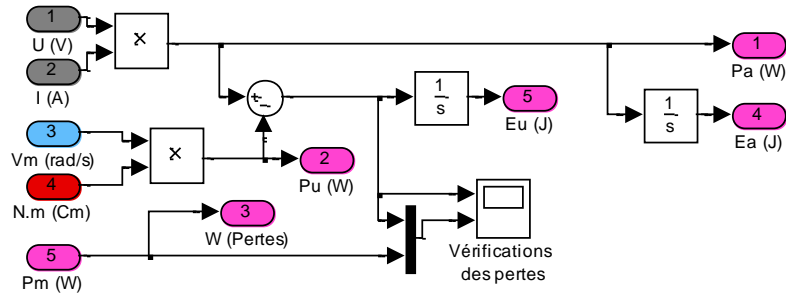 1
U (V)
2
I (A)
x
1
Pa (W)
+
-
1
s
5
Eu (J)
1
s
4
Ea (J)
3
Vm (rad/s)
4
N.m (Cm)
x
2
Pu (W)
3
W (Pertes)
5
Pm (W)
Vérifications
des pertes